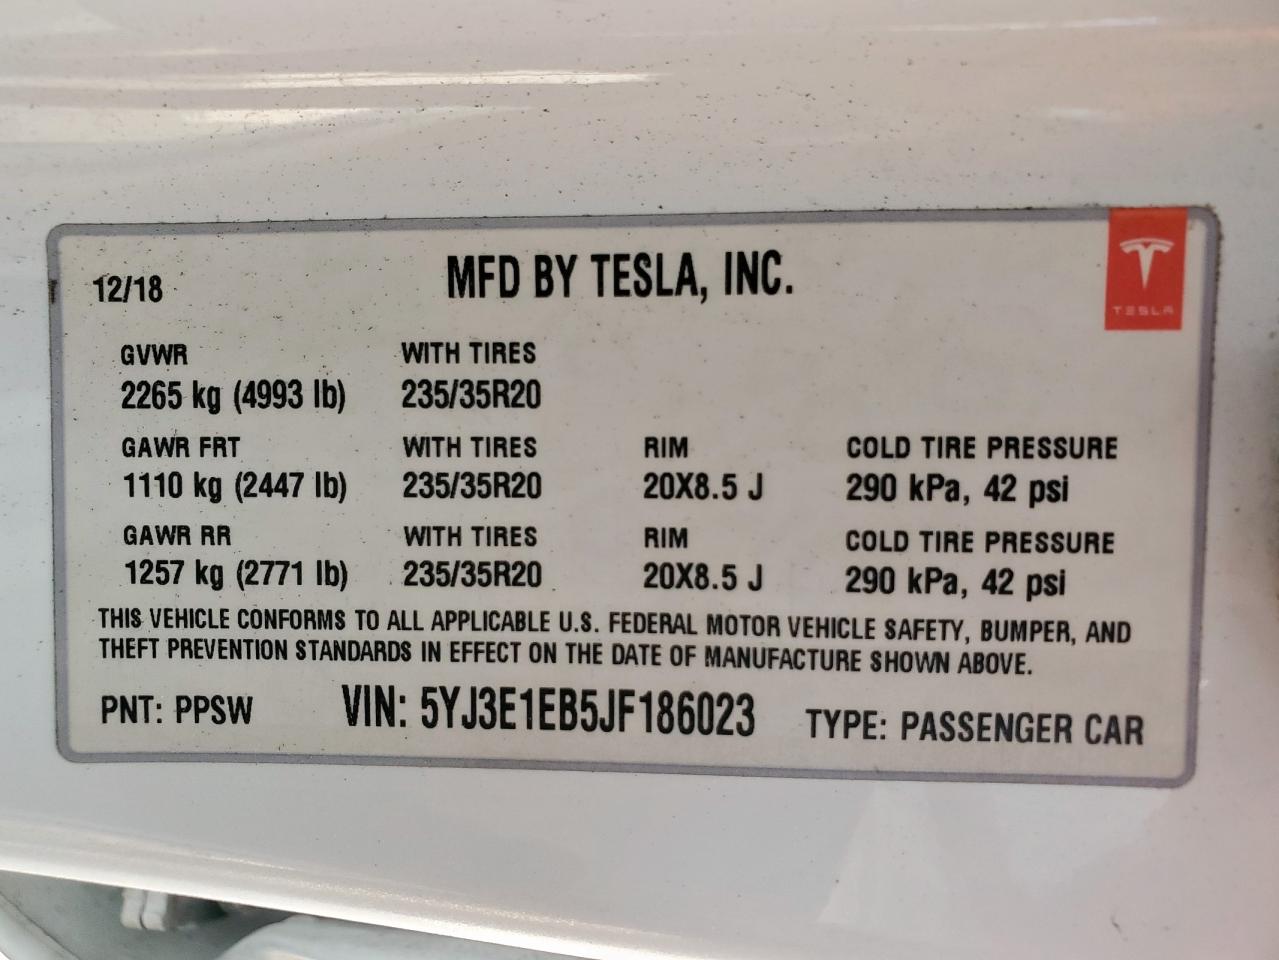 12/18 MFD BY TESLA, INC.
TESLA
GVWR WITH TIRES
2265 kg (4993 lb) 235/35R20
GAWR FRT WITH TIRES RIM COLD TIRE PRESSURE
1110 kg (2447 lb) 235/35R20 20X8.5 J 290 kPa, 42 psi
GAWR RR WITH TIRES RIM COLD TIRE PRESSURE
1257 kg (2771 lb) 235/35R20 20X8.5 J 290 kPa, 42 psi
THIS VEHICLE CONFORMS TO ALL APPLICABLE U.S. FEDERAL MOTOR VEHICLE SAFETY, BUMPER, AND
THEFT PREVENTION STANDARDS IN EFFECT ON THE DATE OF MANUFACTURE SHOWN ABOVE.
PNT: PPSW VIN: 5YJ3E1EB5JF186023 TYPE: PASSENGER CAR